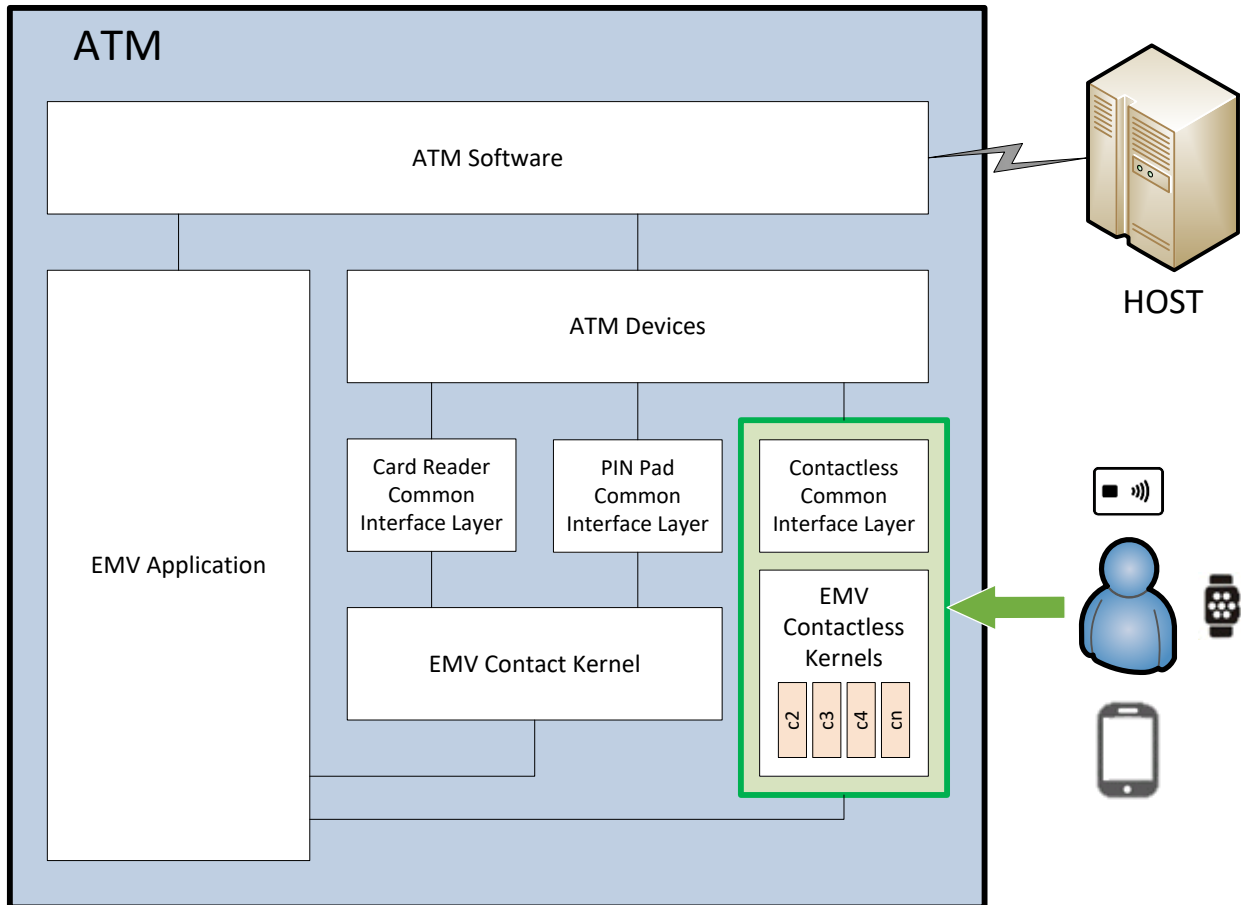 ATM
ATM Software
HOST
ATM Devices
Card Reader
Common
Interface Layer
PIN Pad
Common
Interface Layer
Contactless
Common
Interface Layer
EMV Application
EMV Contact Kernel
EMV
Contactless
Kernels
c2
c3
c4
cn